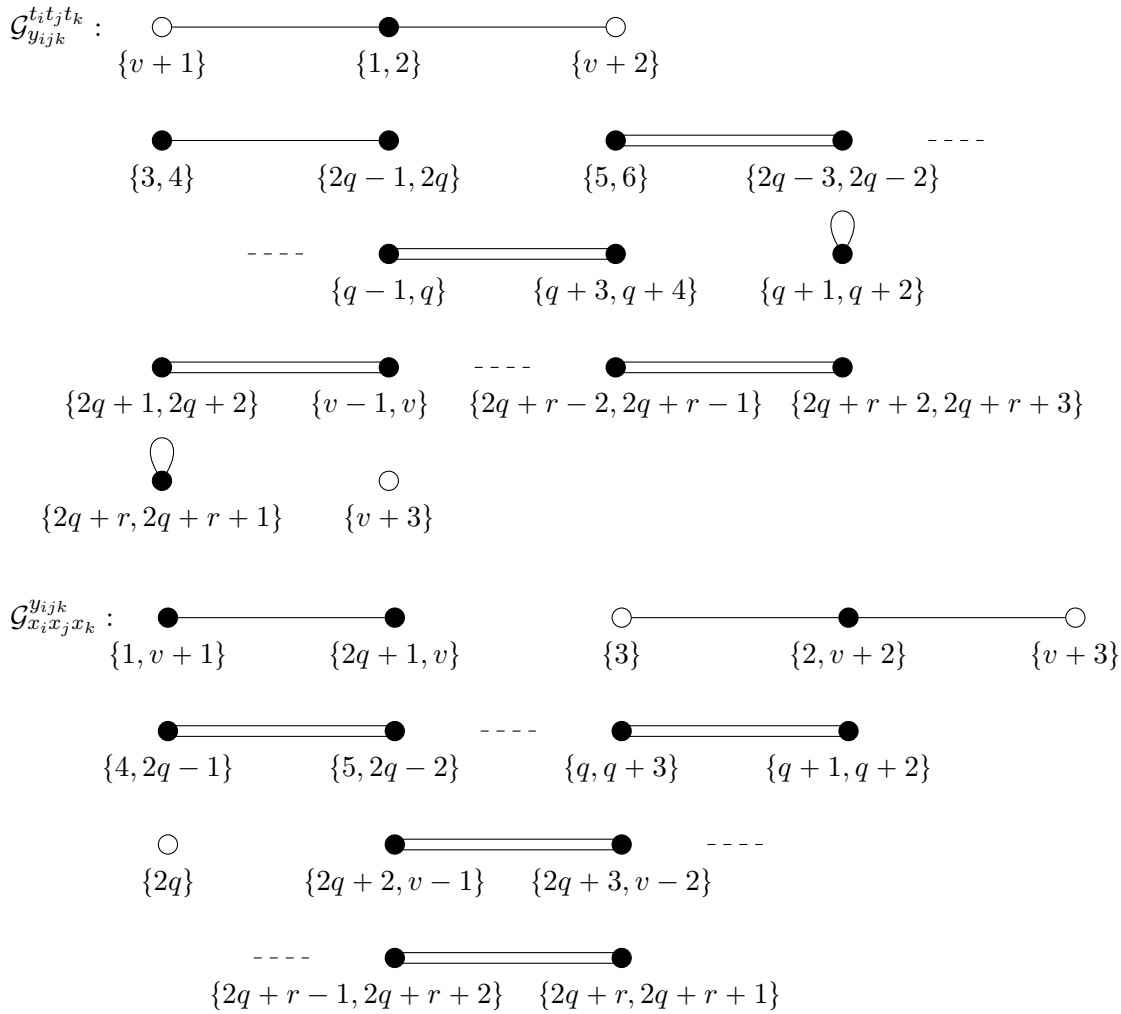 $\mathcal{G}_{y_{ijk}}^{t_i t_j t_k}$ :
{v + 1} {1, 2} {v + 2}
{3, 4} {2q − 1, 2q} {5, 6} {2q − 3, 2q − 2}
{q − 1, q} {q + 3, q + 4} {q + 1, q + 2}
{2q + 1, 2q + 2} {v − 1, v} {2q + r − 2, 2q + r − 1} {2q + r + 2, 2q + r + 3}
{2q + r, 2q + r + 1} {v + 3}
$\mathcal{G}_{x_i x_j x_k}^{y_{ijk}}$ :
{1, v + 1} {2q + 1, v} {3} {2, v + 2} {v + 3}
{4, 2q − 1} {5, 2q − 2} {q, q + 3} {q + 1, q + 2}
{2q} {2q + 2, v − 1} {2q + 3, v − 2}
{2q + r − 1, 2q + r + 2} {2q + r, 2q + r + 1}